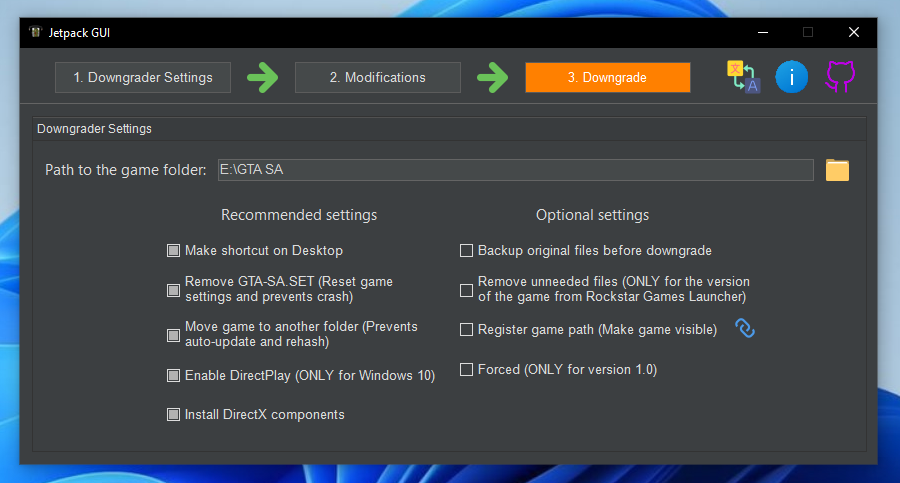 Jetpack GUI
1. Downgrader Settings
2. Modifications
3. Downgrade
文
A
i
Downgrader Settings
Path to the game folder:
E:\GTA SA
Recommended settings
Optional settings
Make shortcut on Desktop
Backup original files before downgrade
Remove GTA-SA.SET (Reset game
settings and prevents crash)
Remove unneeded files (ONLY for the version
of the game from Rockstar Games Launcher)
Move game to another folder (Prevents
auto-update and rehash)
Register game path (Make game visible)
Enable DirectPlay (ONLY for Windows 10)
Forced (ONLY for version 1.0)
Install DirectX components